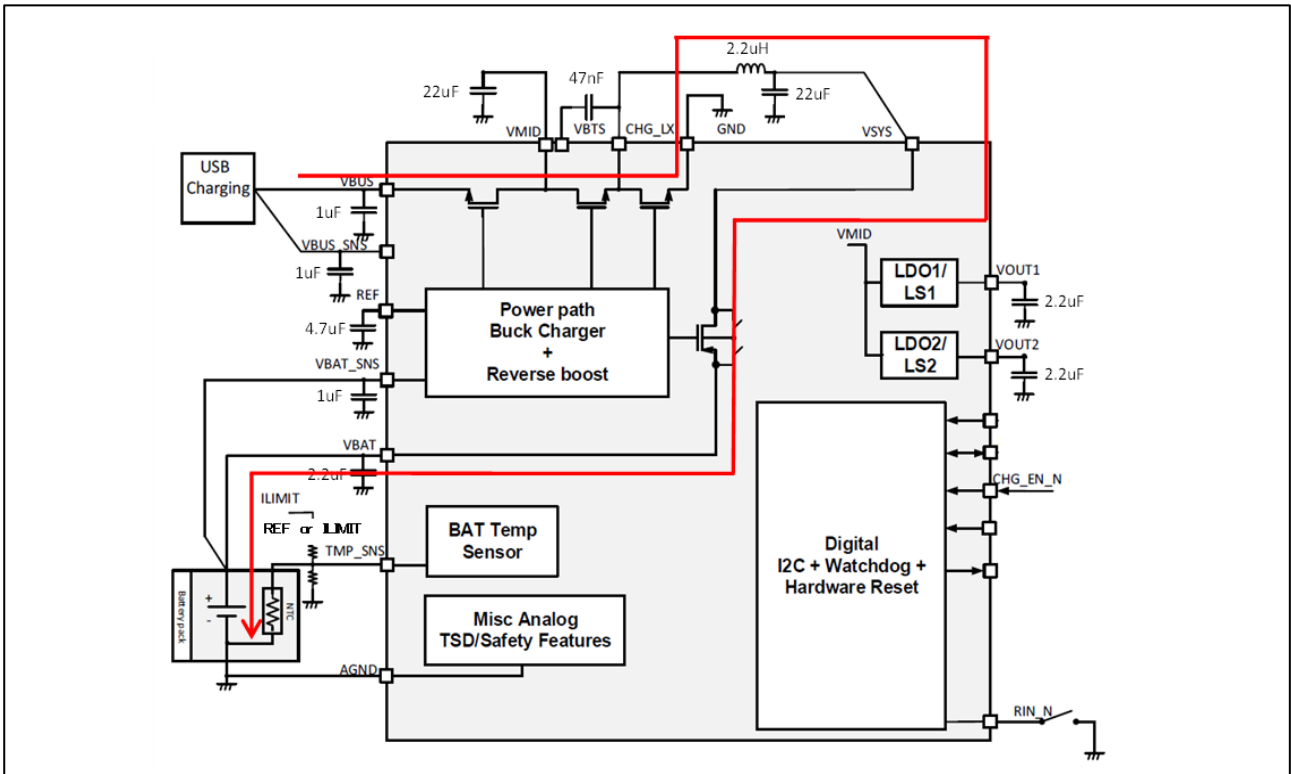 2.2uH
47nF
22uF
22uF
VMID
VBTS
CHG_LX
GND
VSYS
USB
Charging
VBUS
1uF
VBUS_SNS
1uF
VMID
LDO1/
LS1
VOUT1
2.2uF
REF
4.7uF
Power path
Buck Charger
+
Reverse boost
LDO2/
LS2
VOUT2
2.2uF
VBAT_SNS
1uF
VBAT
2.2uF
CHG_EN_N
ILIMIT
REF or ILIMIT
TMP_SNS
BAT Temp
Sensor
Digital
I2C + Watchdog +
Hardware Reset
Battery pack
+
-
NTC
Misc Analog
TSD/Safety Features
AGND
RIN_N